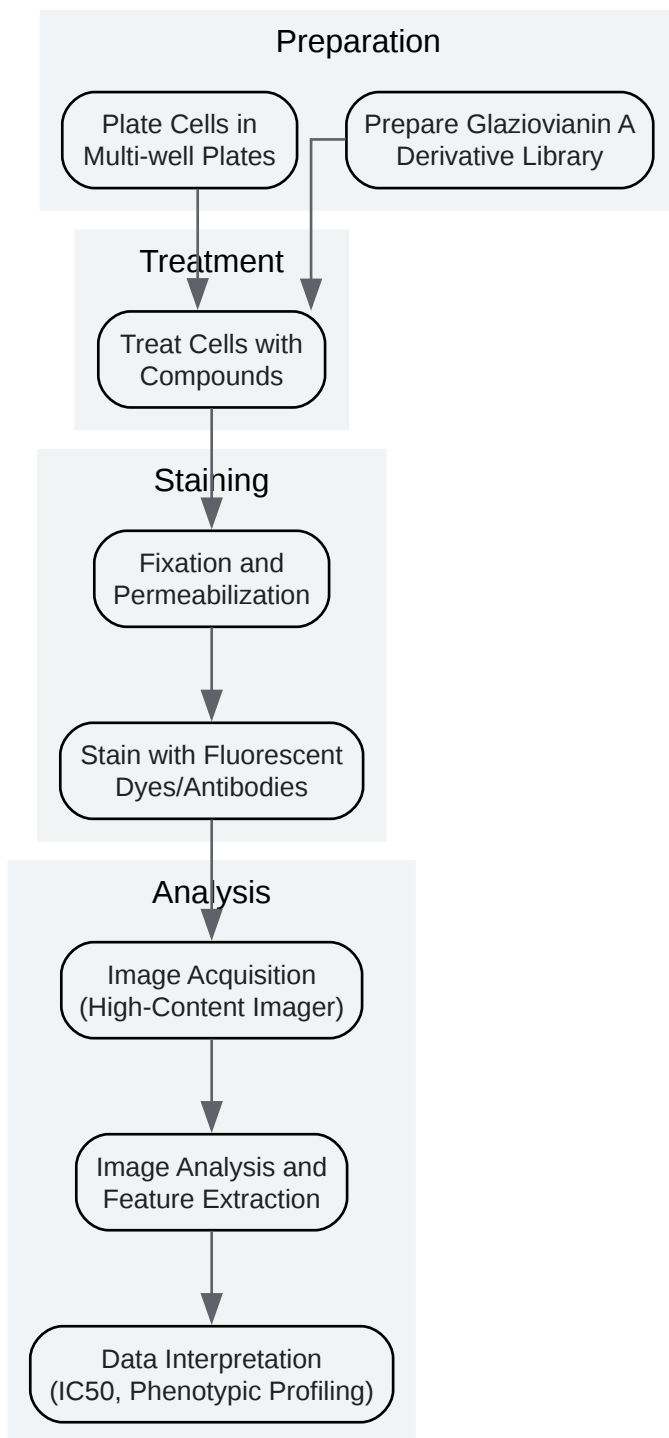 Preparation
Plate Cells in
Multi-well Plates
Prepare Glaziovianin A
Derivative Library
Treatment
Treat Cells with
Compounds
Staining
Fixation and
Permeabilization
Stain with Fluorescent
Dyes/Antibodies
Analysis
Image Acquisition
(High-Content Imager)
Image Analysis and
Feature Extraction
Data Interpretation
(IC50, Phenotypic Profiling)